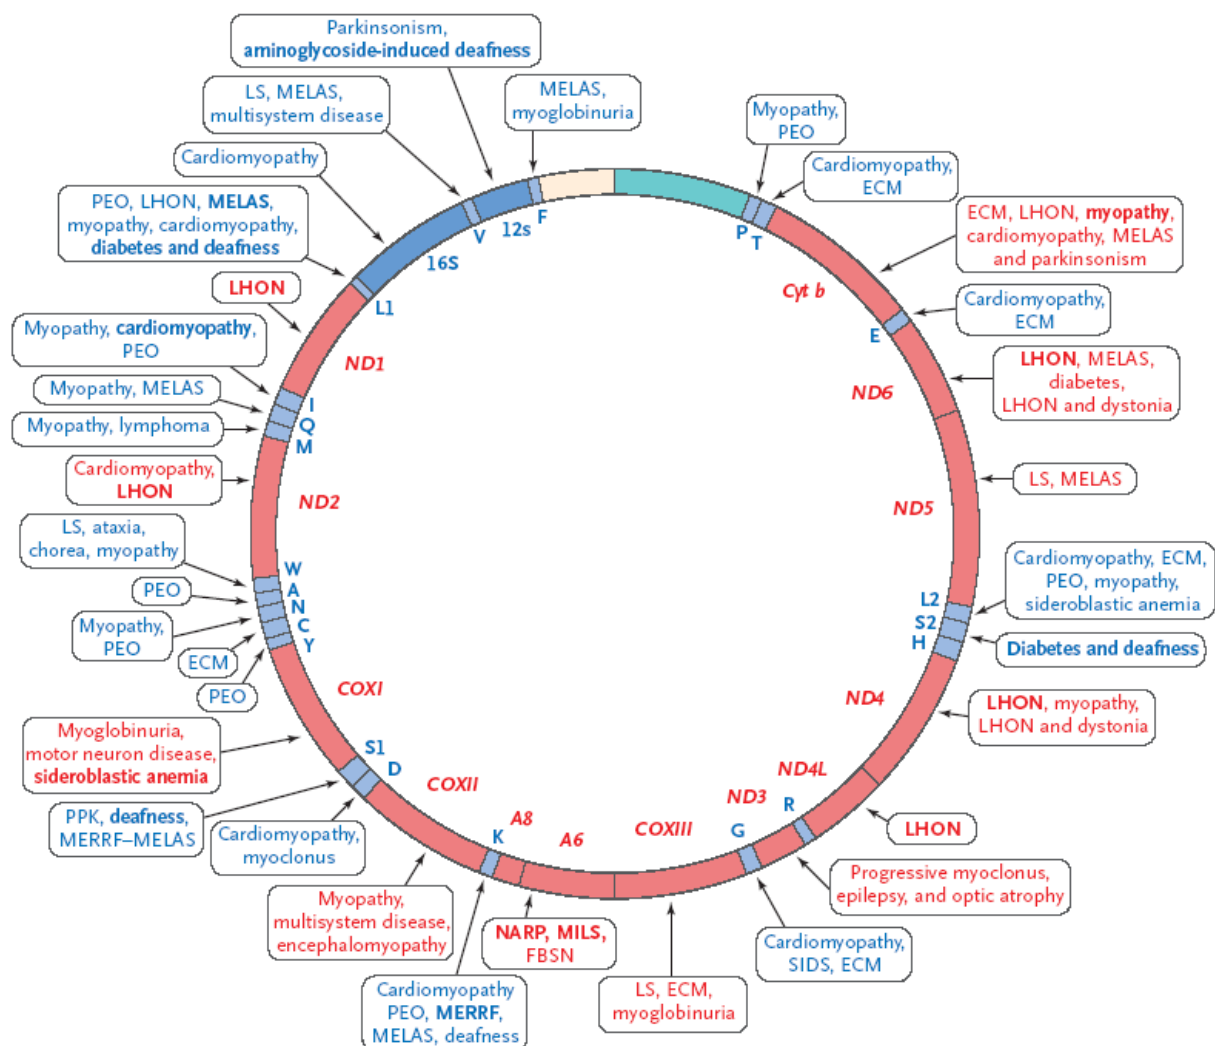 Parkinsonism,
aminoglycoside-induced deafness
LS, MELAS,
multisystem disease
MELAS,
myoglobinuria
Myopathy,
PEO
Cardiomyopathy
Cardiomyopathy,
ECM
PEO, LHON, MELAS,
myopathy, cardiomyopathy,
diabetes and deafness
ECM, LHON, myopathy,
cardiomyopathy, MELAS
and parkinsonism
V
12s
F
P
T
16S
L1
Cyt b
LHON
Cardiomyopathy,
ECM
E
Myopathy, cardiomyopathy,
PEO
ND1
ND6
LHON, MELAS,
diabetes,
LHON and dystonia
Myopathy, MELAS
I
Q
M
Myopathy, lymphoma
Cardiomyopathy,
LHON
ND2
ND5
LS, MELAS
LS, ataxia,
chorea, myopathy
W
A
N
C
Y
PEO
Myopathy,
PEO
ECM
PEO
L2
S2
H
Cardiomyopathy, ECM,
PEO, myopathy,
sideroblastic anemia
Diabetes and deafness
COXI
ND4
LHON, myopathy,
LHON and dystonia
Myoglobinuria,
motor neuron disease,
sideroblastic anemia
S1
D
COXII
ND4L
ND3
R
PPK, deafness,
MERRF–MELAS
Cardiomyopathy,
myoclonus
K
A8
A6
COXIII
G
LHON
Progressive myoclonus,
epilepsy, and optic atrophy
Myopathy,
multisystem disease,
encephalomyopathy
NARP, MILS,
FBSN
Cardiomyopathy,
SIDS, ECM
Cardiomyopathy
PEO, MERRF,
MELAS, deafness
LS, ECM,
myoglobinuria